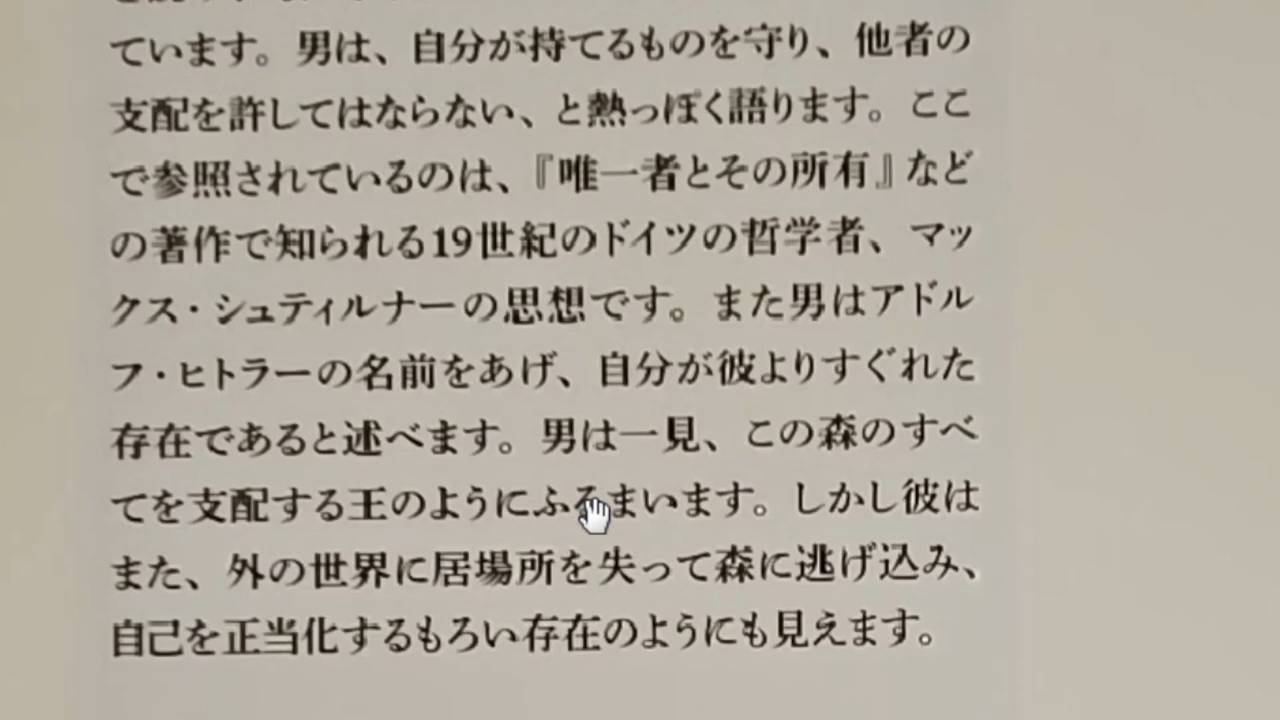 ています。男は、自分が持てるものを守り、他者の
支配を許してはならない、と熱っぽく語ります。ここ
で参照されているのは、『唯一者とその所有』など
の著作で知られる19世紀のドイツの哲学者、マッ
クス・シュティルナーの思想です。また男はアドル
フ・ヒトラーの名前をあげ、自分が彼よりすぐれた
存在であると述べます。男は一見、この森のすべ
てを支配する王のようにふるまいます。しかし彼は
また、外の世界に居場所を失って森に逃げ込み、
自己を正当化するもろい存在のようにも見えます。